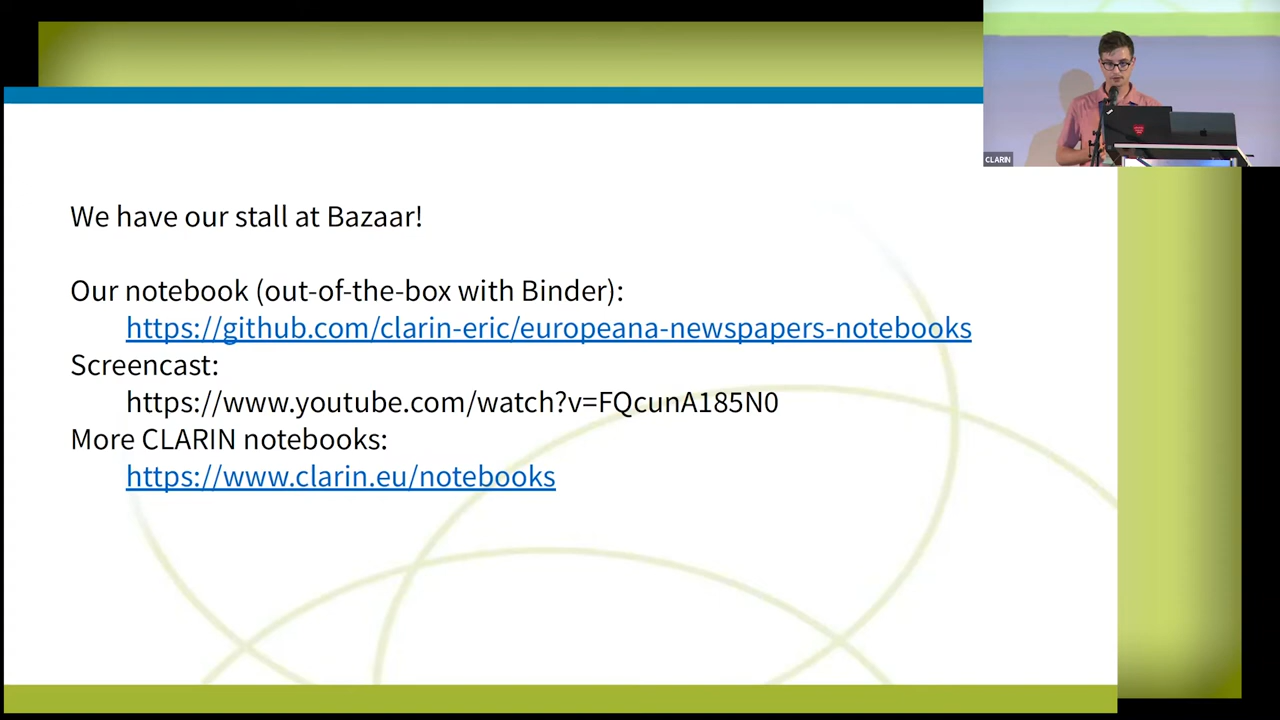 CLARIN
We have our stall at Bazaar!
Our notebook (out-of-the-box with Binder):
https://github.com/clarin-eric/europeana-newspapers-notebooks
Screencast:
https://www.youtube.com/watch?v=FQcunA185N0
More CLARIN notebooks:
https://www.clarin.eu/notebooks